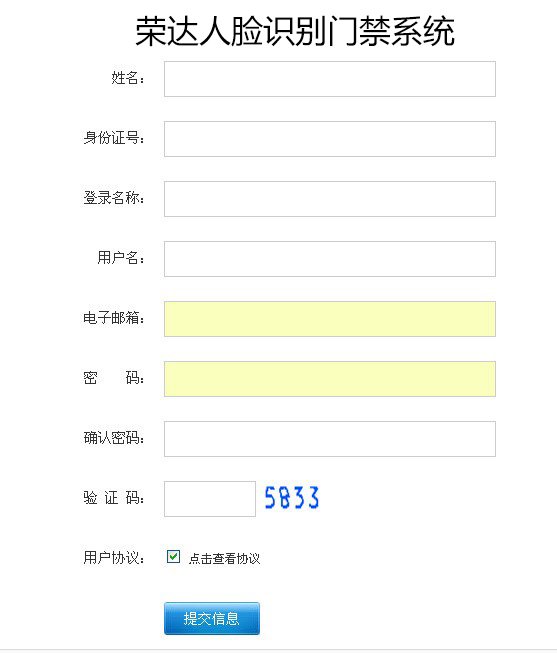 荣达人脸识别门禁系统
姓名：
身份证号：
登录名称：
用户名：
电子邮箱：
密　　码：
确认密码：
验 证 码： 5833
用户协议： 点击查看协议
提交信息